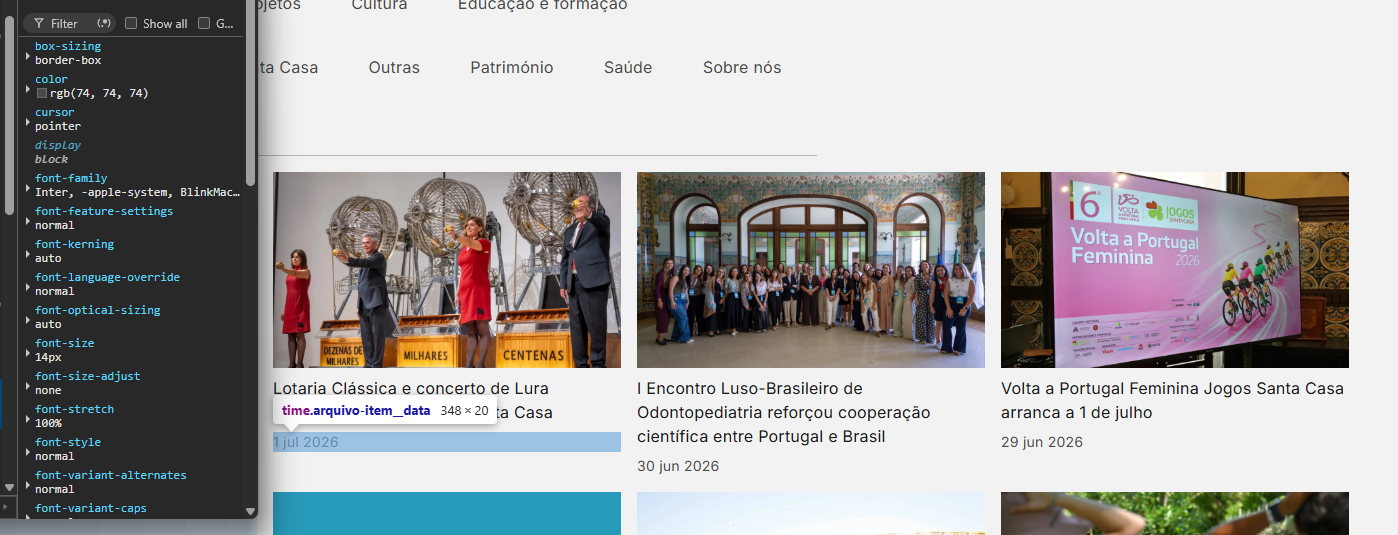 Filter (.*) Show all G...
box-sizing
border-box
color
rgb(74, 74, 74)
cursor
pointer
display
block
font-family
Inter, -apple-system, BlinkMac…
font-feature-settings
normal
font-kerning
auto
font-language-override
normal
font-optical-sizing
auto
font-size
14px
font-size-adjust
none
font-stretch
100%
font-style
normal
font-variant-alternates
normal
font-variant-caps
ojetos Cultura Educação e formação
ta Casa Outras Património Saúde Sobre nós
DEZENAS DE MILHARES
MILHARES
CENTENAS
Lotaria Clássica e concerto de Lura
ta Casa
time.arquivo-item__data 348 × 20
1 jul 2026
I Encontro Luso-Brasileiro de
Odontopediatria reforçou cooperação
científica entre Portugal e Brasil
30 jun 2026
6ª
VOLTA
JOGOS
SANTA CASA
Volta a Portugal
Feminina 2026
Volta a Portugal Feminina Jogos Santa Casa
arranca a 1 de julho
29 jun 2026